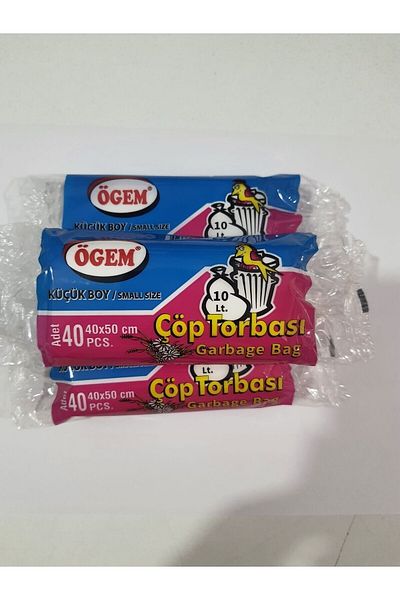 ÖGEM®
KÜÇÜK BOY / SMALL SIZE
10
Lt.
ÖGEM®
KÜÇÜK BOY / SMALL SIZE
10
Lt.
Adet 40 40x50 cm
PCS.
Çöp Torbası
Garbage Bag
Lt.
Adet 40 40x50 cm
PCS.
Çöp Torbası
Garbage Bag